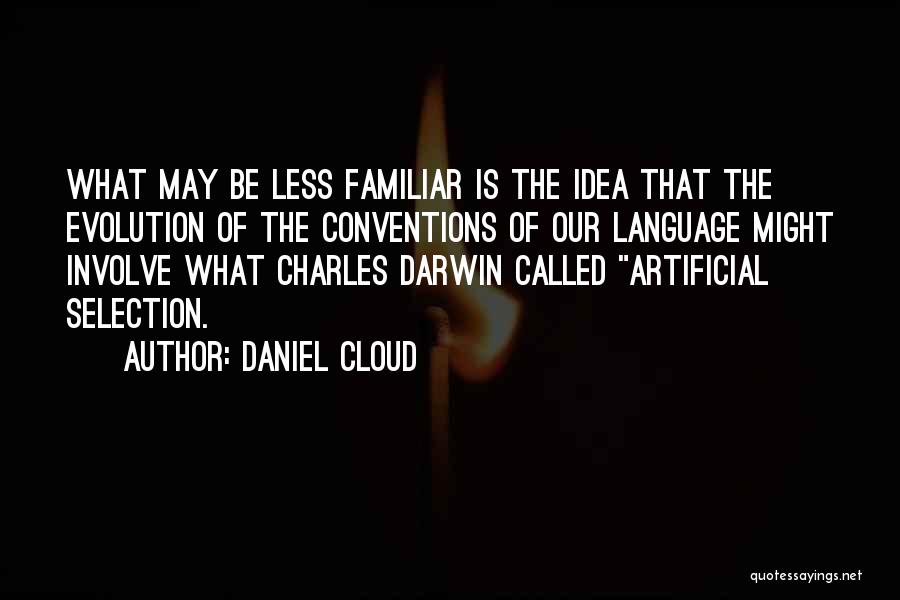 WHAT MAY BE LESS FAMILIAR IS THE IDEA THAT THE
EVOLUTION OF THE CONVENTIONS OF OUR LANGUAGE MIGHT
INVOLVE WHAT CHARLES DARWIN CALLED "ARTIFICIAL
SELECTION.
AUTHOR: DANIEL CLOUD
quotessayings.net